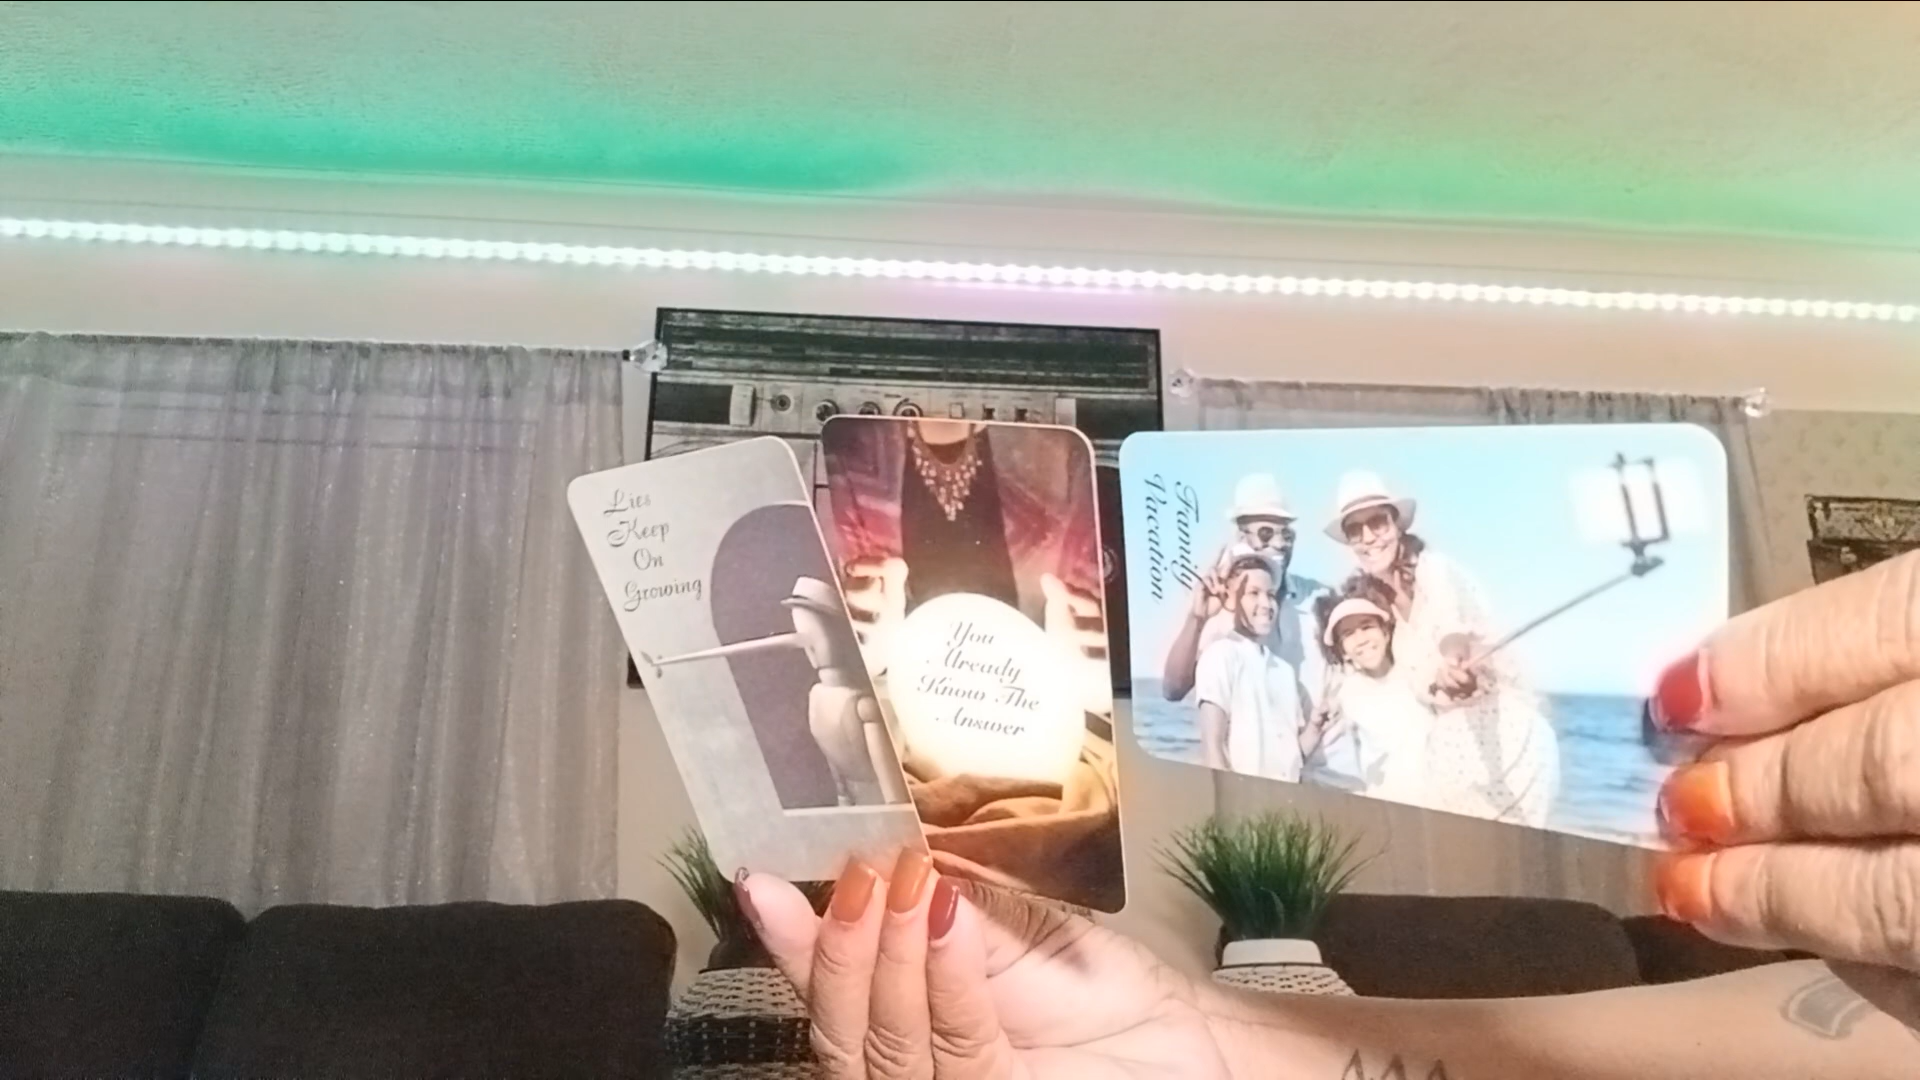 Lies
Keep
On
Growing
You
Already
Know The
Answer
Family
Vacation